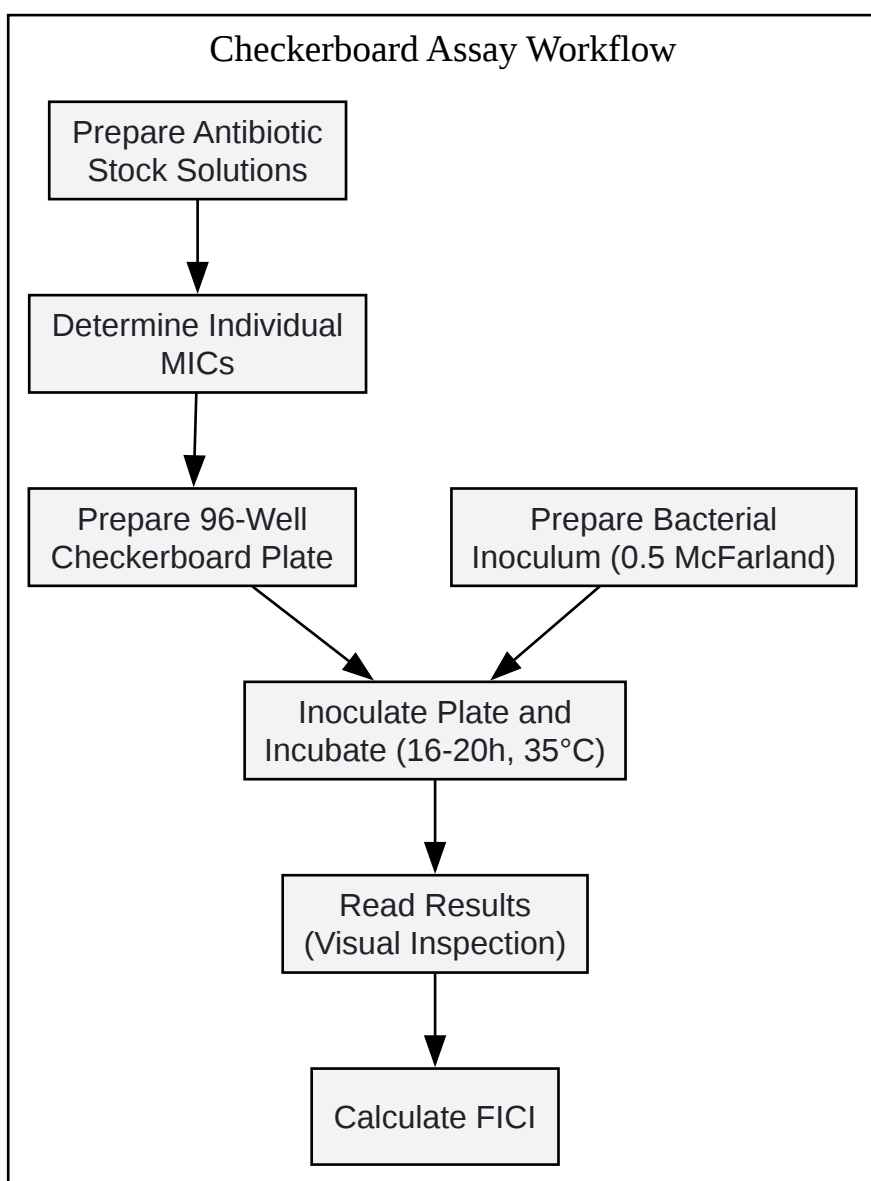 Checkerboard Assay Workflow
Prepare Antibiotic
Stock Solutions
Determine Individual
MICs
Prepare 96-Well
Checkerboard Plate
Prepare Bacterial
Inoculum (0.5 McFarland)
Inoculate Plate and
Incubate (16-20h, 35°C)
Read Results
(Visual Inspection)
Calculate FICI